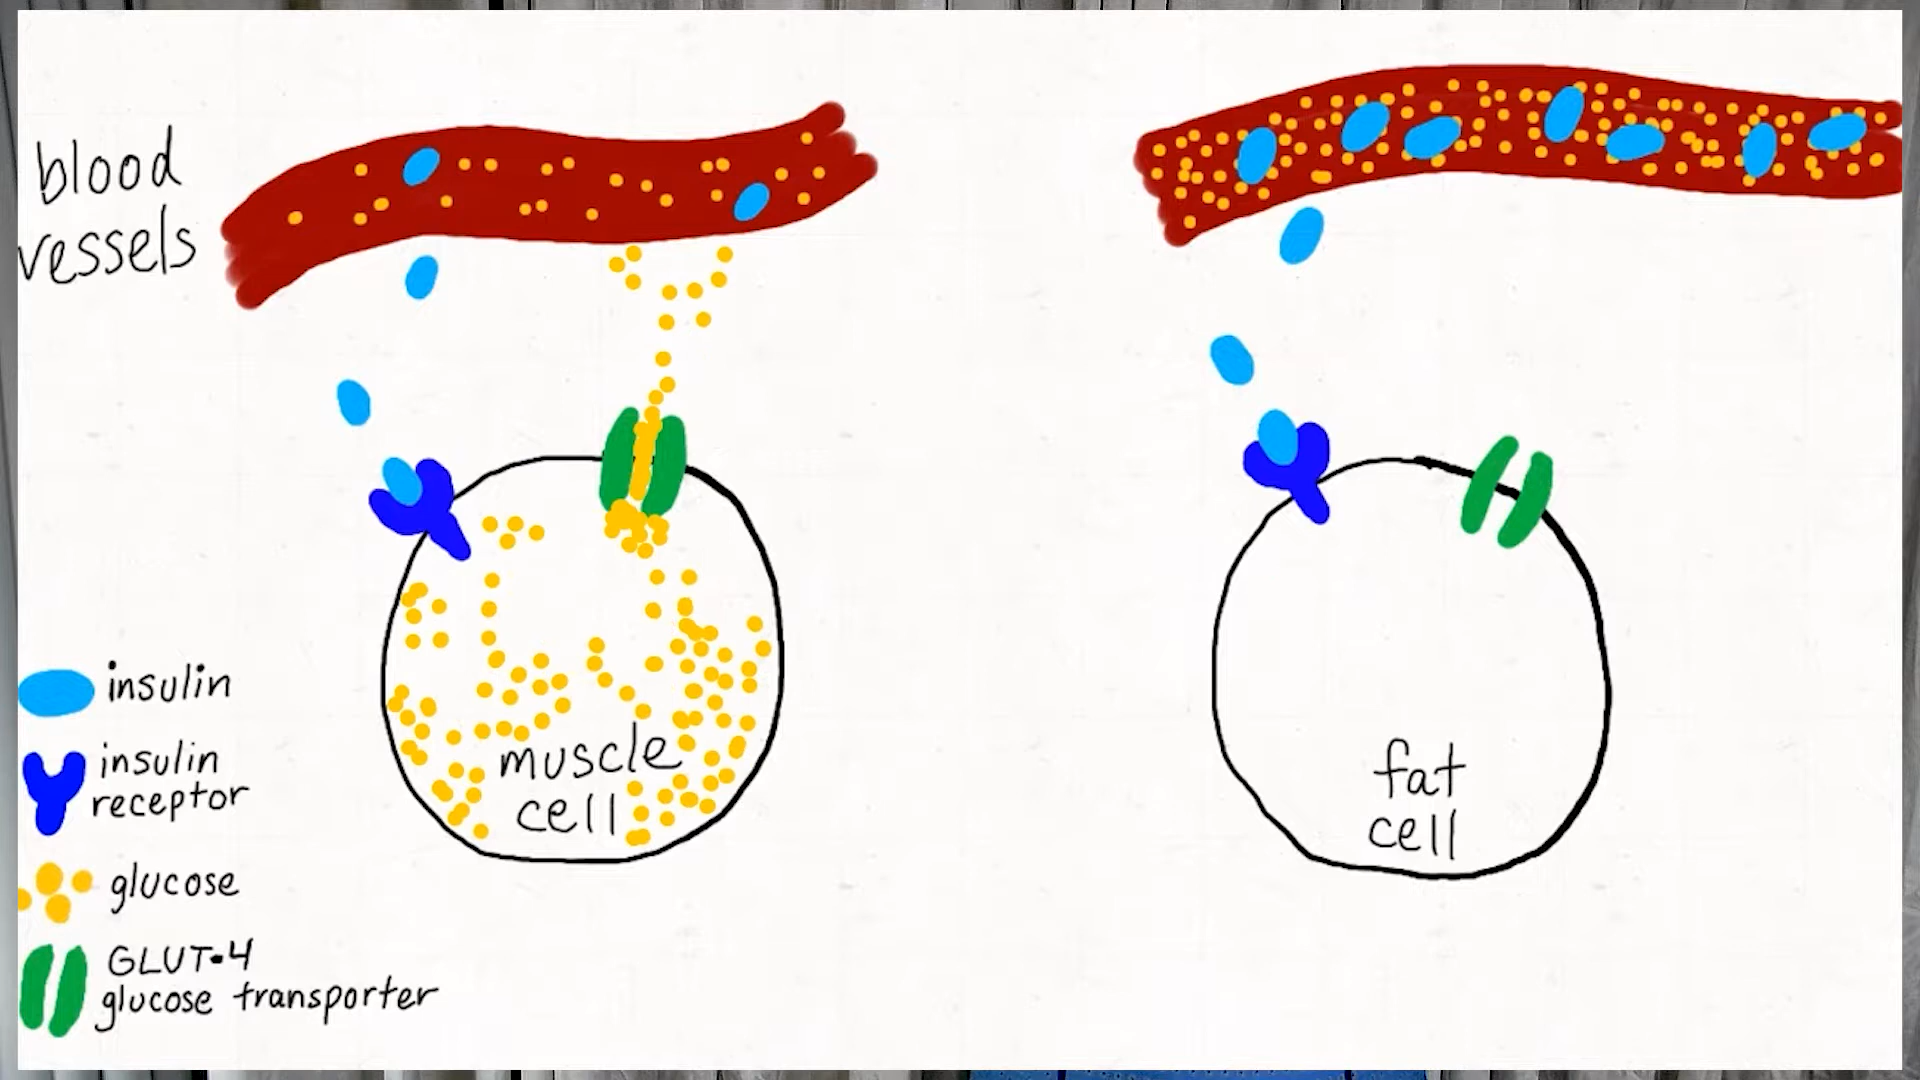 blood
vessels
insulin
insulin
receptor
glucose
GLUT-4
glucose transporter
muscle
cell
fat
cell